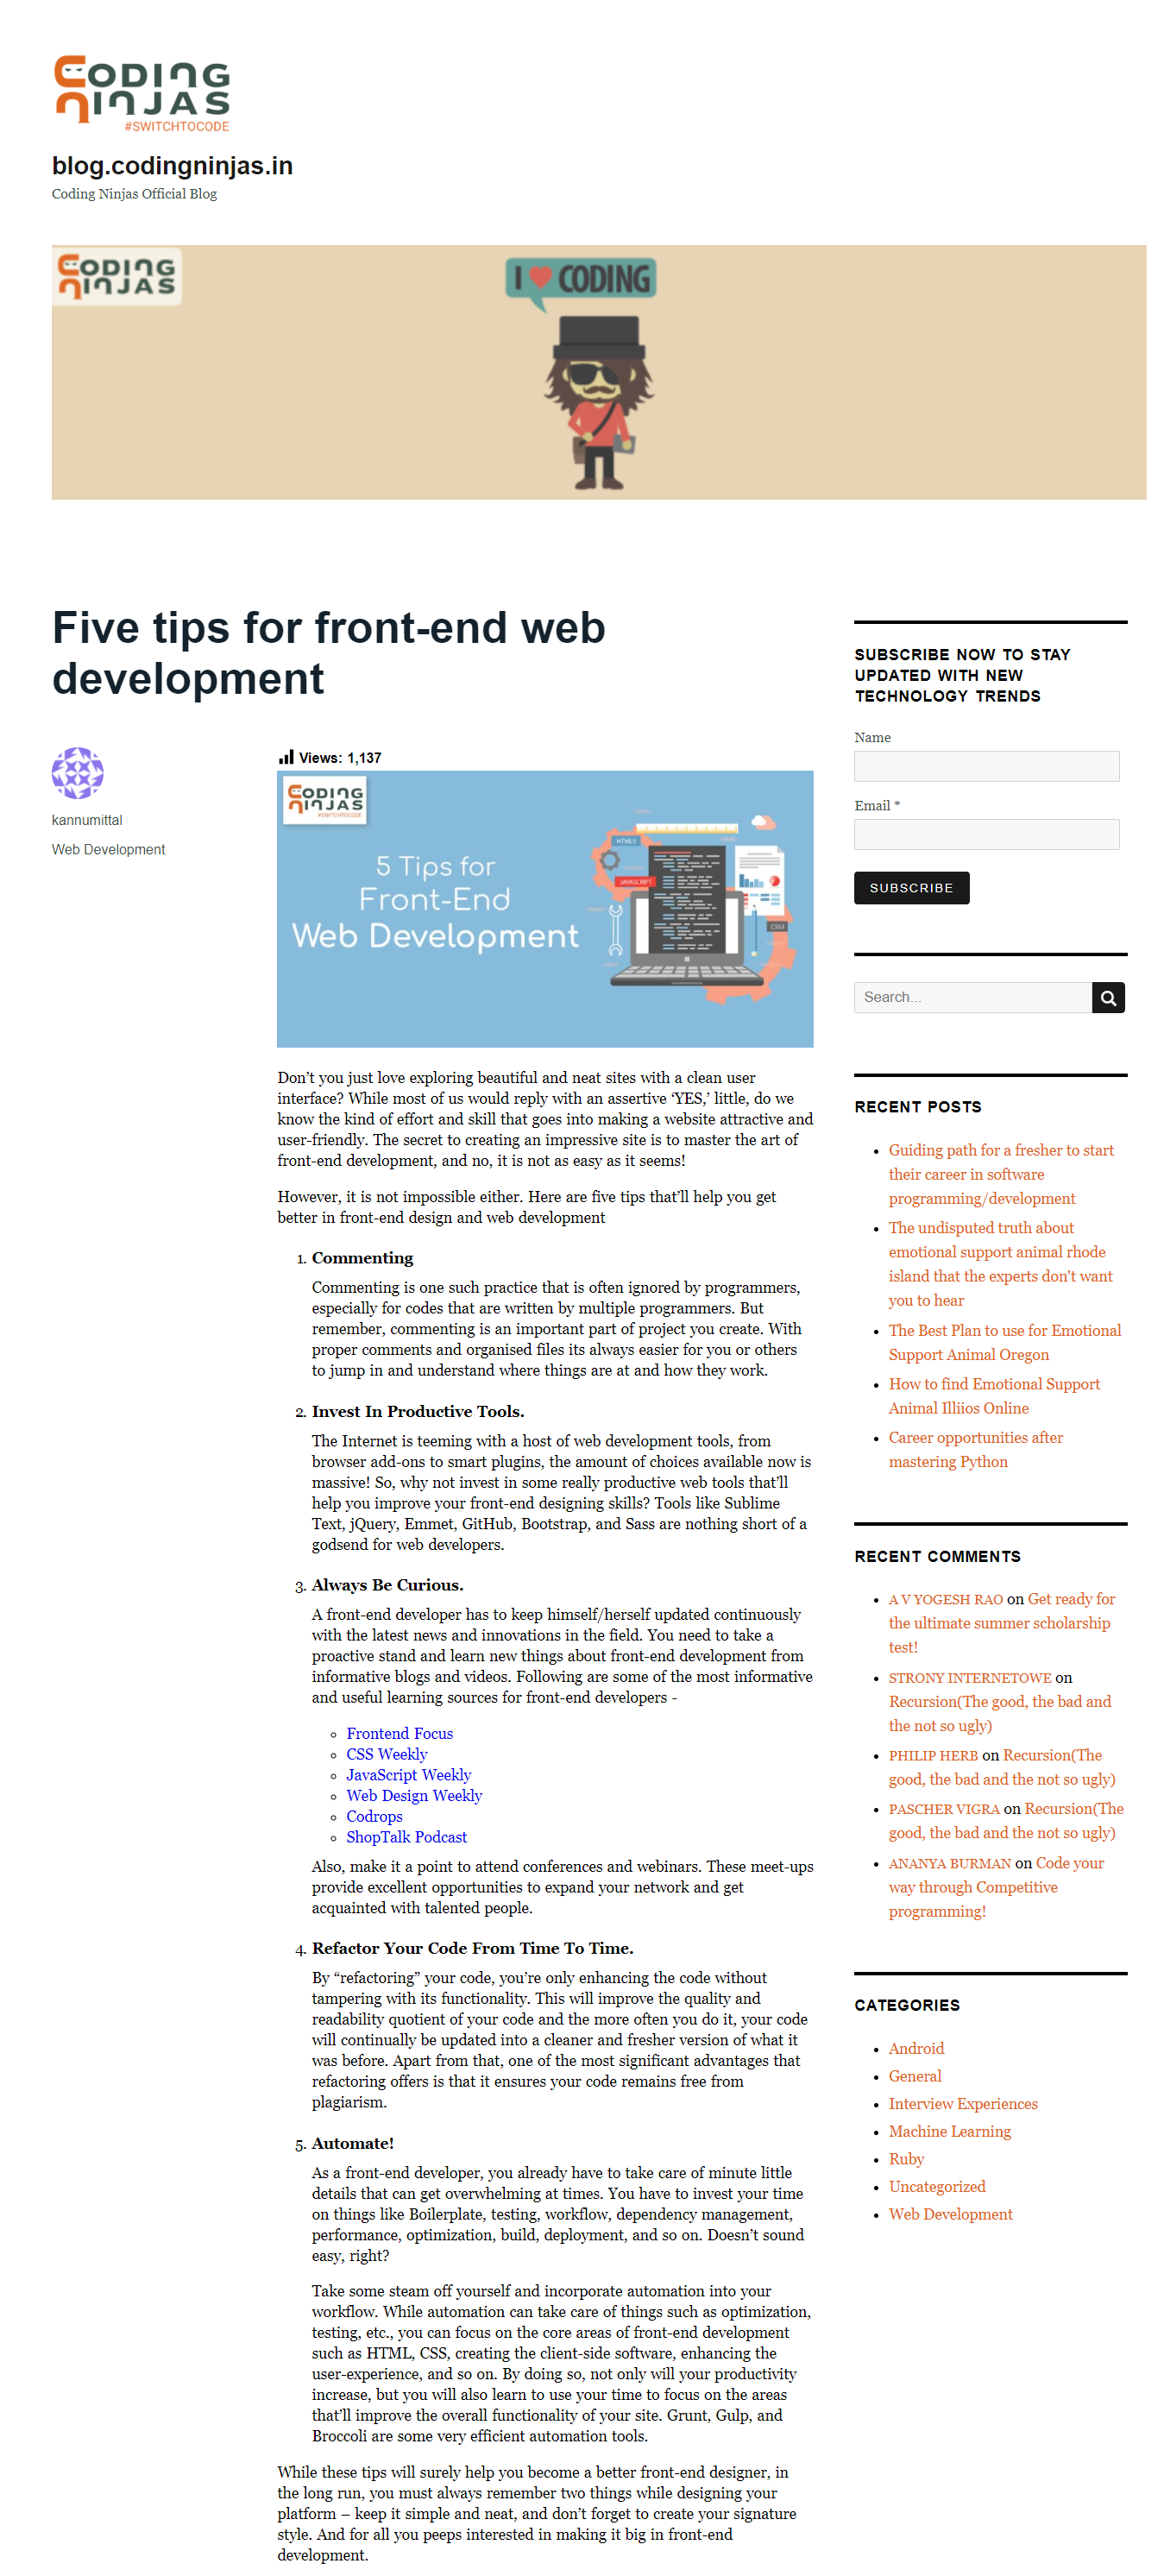 CODING
NINJAS
#SWITCHTOCODE
blog.codingninjas.in
Coding Ninjas Official Blog
CODING
NINJAS
I ♥ CODING
Five tips for front-end web
development
kannumittal
Web Development
Views: 1,137
CODING
NINJAS
#SWITCHTOCODE
5 Tips for
Front-End
Web Development
HTML5
JAVASCRIPT
CSS3
Don’t you just love exploring beautiful and neat sites with a clean user
interface? While most of us would reply with an assertive ‘YES,’ little, do we
know the kind of effort and skill that goes into making a website attractive and
user-friendly. The secret to creating an impressive site is to master the art of
front-end development, and no, it is not as easy as it seems!
However, it is not impossible either. Here are five tips that’ll help you get
better in front-end design and web development
1. Commenting
Commenting is one such practice that is often ignored by programmers,
especially for codes that are written by multiple programmers. But
remember, commenting is an important part of project you create. With
proper comments and organised files its always easier for you or others
to jump in and understand where things are at and how they work.
2. Invest In Productive Tools.
The Internet is teeming with a host of web development tools, from
browser add-ons to smart plugins, the amount of choices available now is
massive! So, why not invest in some really productive web tools that’ll
help you improve your front-end designing skills? Tools like Sublime
Text, jQuery, Emmet, GitHub, Bootstrap, and Sass are nothing short of a
godsend for web developers.
3. Always Be Curious.
A front-end developer has to keep himself/herself updated continuously
with the latest news and innovations in the field. You need to take a
proactive stand and learn new things about front-end development from
informative blogs and videos. Following are some of the most informative
and useful learning sources for front-end developers -
Frontend Focus
CSS Weekly
JavaScript Weekly
Web Design Weekly
Codrops
ShopTalk Podcast
Also, make it a point to attend conferences and webinars. These meet-ups
provide excellent opportunities to expand your network and get
acquainted with talented people.
4. Refactor Your Code From Time To Time.
By “refactoring” your code, you’re only enhancing the code without
tampering with its functionality. This will improve the quality and
readability quotient of your code and the more often you do it, your code
will continually be updated into a cleaner and fresher version of what it
was before. Apart from that, one of the most significant advantages that
refactoring offers is that it ensures your code remains free from
plagiarism.
5. Automate!
As a front-end developer, you already have to take care of minute little
details that can get overwhelming at times. You have to invest your time
on things like Boilerplate, testing, workflow, dependency management,
performance, optimization, build, deployment, and so on. Doesn’t sound
easy, right?
Take some steam off yourself and incorporate automation into your
workflow. While automation can take care of things such as optimization,
testing, etc., you can focus on the core areas of front-end development
such as HTML, CSS, creating the client-side software, enhancing the
user-experience, and so on. By doing so, not only will your productivity
increase, but you will also learn to use your time to focus on the areas
that’ll improve the overall functionality of your site. Grunt, Gulp, and
Broccoli are some very efficient automation tools.
While these tips will surely help you become a better front-end designer, in
the long run, you must always remember two things while designing your
platform – keep it simple and neat, and don’t forget to create your signature
style. And for all you peeps interested in making it big in front-end
development.
SUBSCRIBE NOW TO STAY
UPDATED WITH NEW
TECHNOLOGY TRENDS
Name
Email *
SUBSCRIBE
Search...
RECENT POSTS
Guiding path for a fresher to start
their career in software
programming/development
The undisputed truth about
emotional support animal rhode
island that the experts don't want
you to hear
The Best Plan to use for Emotional
Support Animal Oregon
How to find Emotional Support
Animal Illiios Online
Career opportunities after
mastering Python
RECENT COMMENTS
A V YOGESH RAO on Get ready for
the ultimate summer scholarship
test!
STRONY INTERNETOWE on
Recursion(The good, the bad and
the not so ugly)
PHILIP HERB on Recursion(The
good, the bad and the not so ugly)
PASCHER VIGRA on Recursion(The
good, the bad and the not so ugly)
ANANYA BURMAN on Code your
way through Competitive
programming!
CATEGORIES
Android
General
Interview Experiences
Machine Learning
Ruby
Uncategorized
Web Development